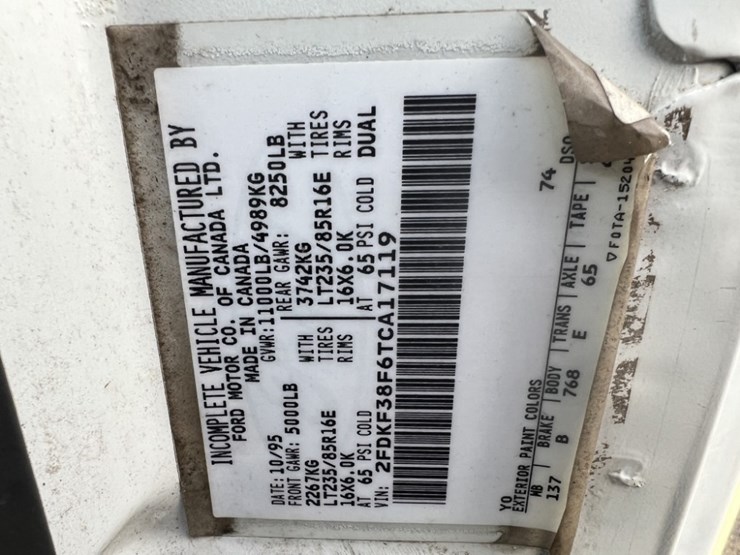 INCOMPLETE VEHICLE MANUFACTURED BY
FORD MOTOR CO. OF CANADA LTD.
MADE IN CANADA
DATE: 10/95 GVWR: 11000LB/4989KG
FRONT GAWR: 5000LB REAR GAWR: 8250LB
2267KG WITH 3742KG WITH
LT235/85R16E TIRES LT235/85R16E TIRES
16X6.0K RIMS 16X6.0K RIMS
AT 65 PSI COLD AT 65 PSI COLD DUAL
VIN: 2FDKF38F6TCA17119
YO 74
EXTERIOR PAINT COLORS DSO
WB BRAKE BODY TRANS AXLE TAPE
137 B 768 E 65
▽F0TA-1520